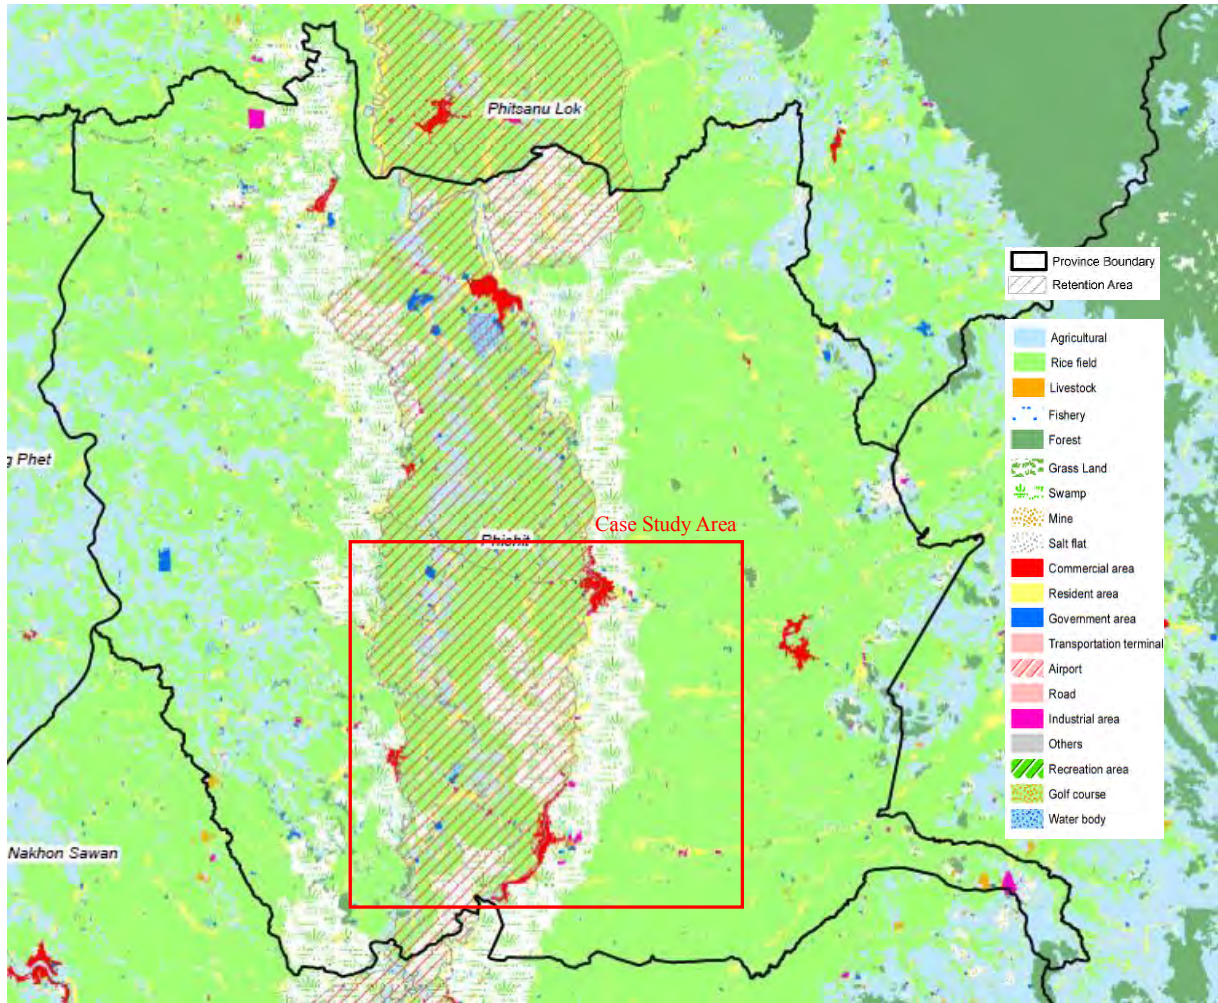 Phitsanu Lok
Province Boundary
Retention Area
Agricultural
Rice field
Livestock
Fishery
Forest
Grass Land
Swamp
Mine
Salt flat
Commercial area
Resident area
Government area
Transportation terminal
Airport
Road
Industrial area
Others
Recreation area
Golf course
Water body
g Phet
Case Study Area
Phichit
Nakhon Sawan